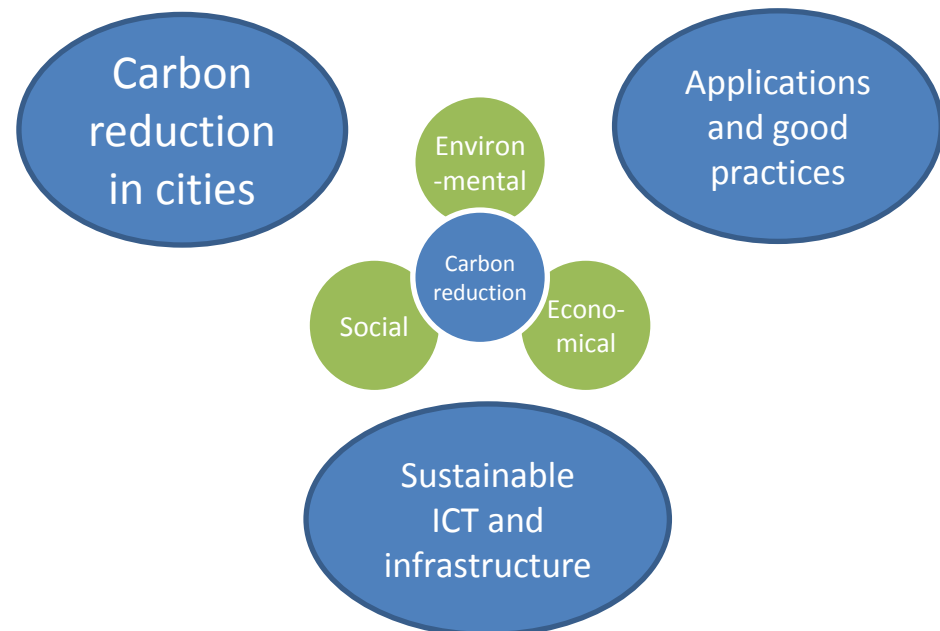 Carbon
reduction
in cities
Applications
and good
practices
Environ
-mental
Carbon
reduction
Social
Econo-
mical
Sustainable
ICT and
infrastructure